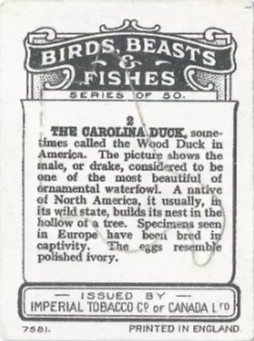 BIRDS, BEASTS
&
FISHES
SERIES OF 50.
2
THE CAROLINA DUCK, some-
times called the Wood Duck in
America. The picture shows the
male, or drake, considered to be
one of the most beautiful of
ornamental waterfowl. A native
of North America, it usually, in
its wild state, builds its nest in the
hollow of a tree. Specimens seen
in Europe have been bred in
captivity. The eggs resemble
polished ivory.
— ISSUED BY —
IMPERIAL TOBACCO Cº OF CANADA LTD
7581. PRINTED IN ENGLAND.